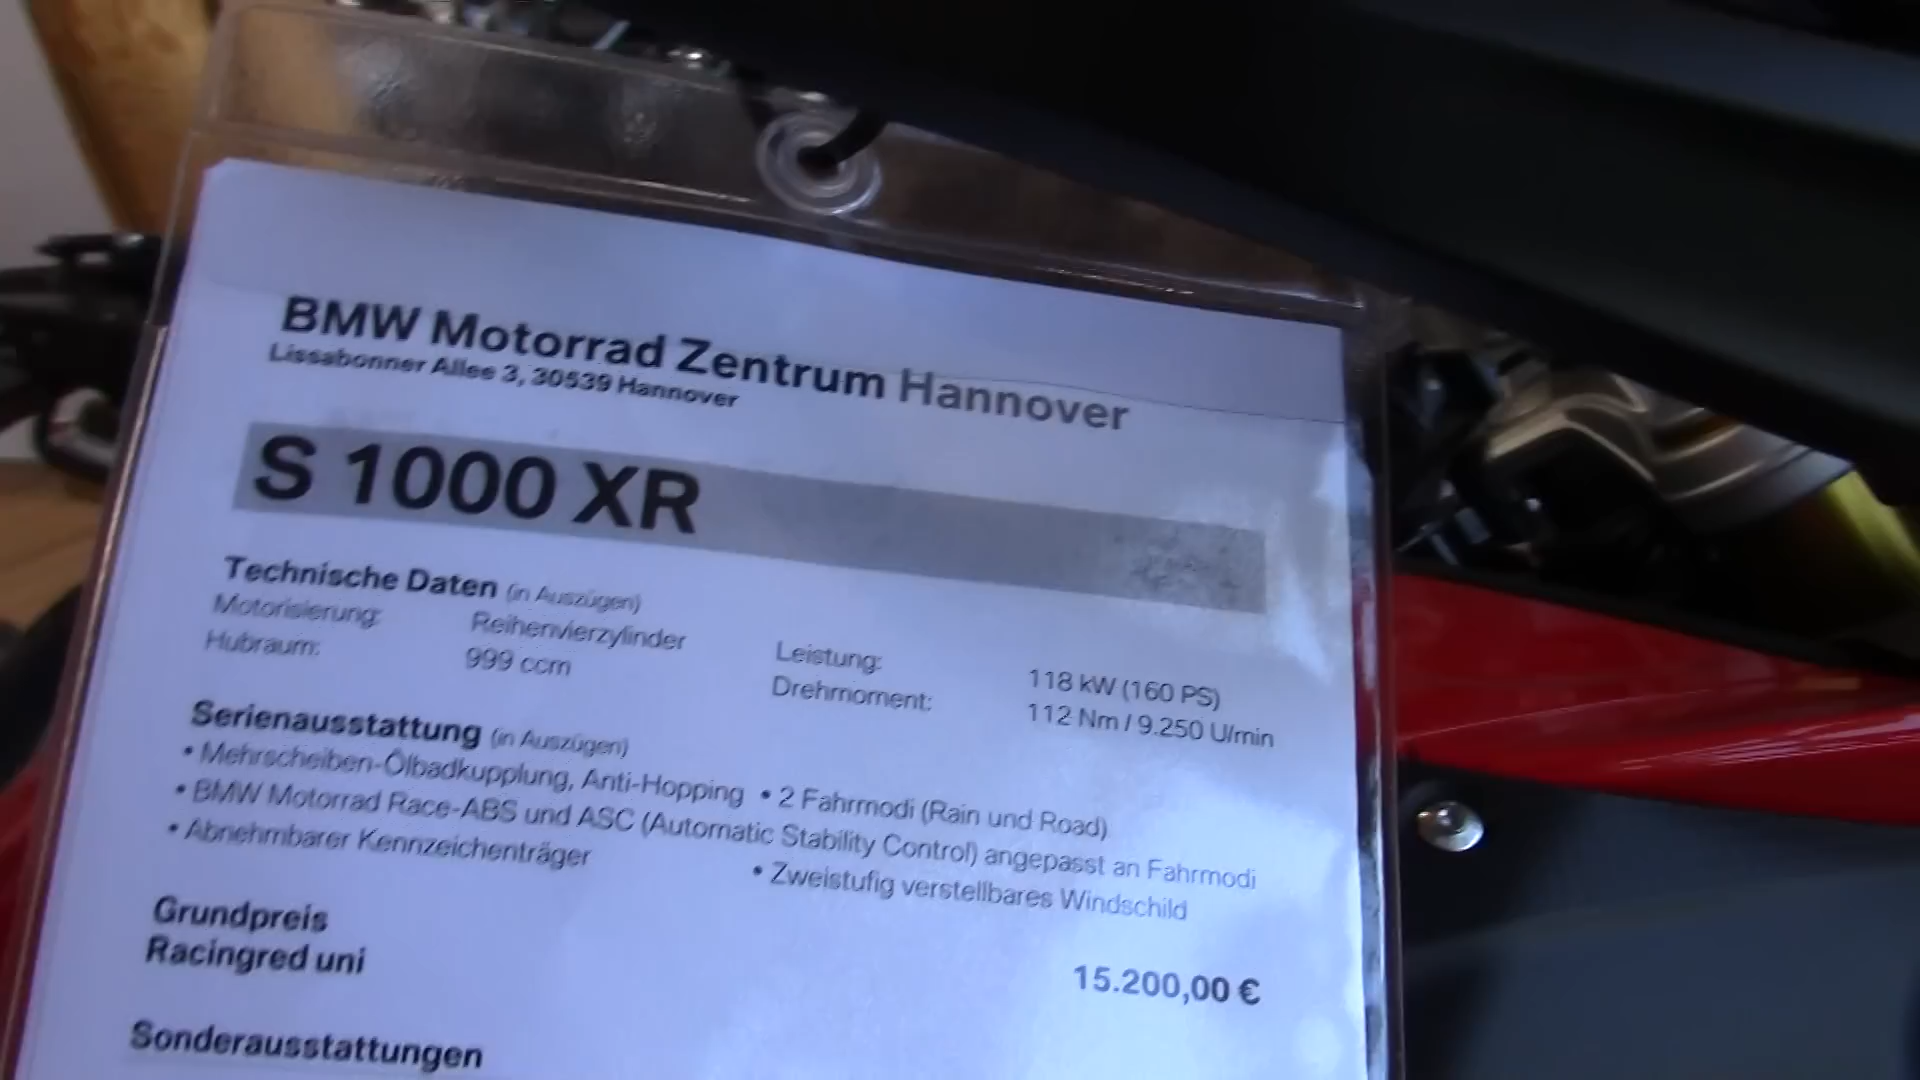 BMW Motorrad Zentrum Hannover
Lissabonner Allee 3, 30539 Hannover
S 1000 XR
Technische Daten (in Auszügen)
Motorisierung: Reihenvierzylinder Leistung: 118 kW (160 PS)
Hubraum: 999 ccm Drehmoment: 112 Nm / 9.250 U/min
Serienausstattung (in Auszügen)
• Mehrscheiben-Ölbadkupplung, Anti-Hopping • 2 Fahrmodi (Rain und Road)
• BMW Motorrad Race-ABS und ASC (Automatic Stability Control) angepasst an Fahrmodi
• Abnehmbarer Kennzeichenträger • Zweistufig verstellbares Windschild
Grundpreis
Racingred uni 15.200,00 €
Sonderausstattungen